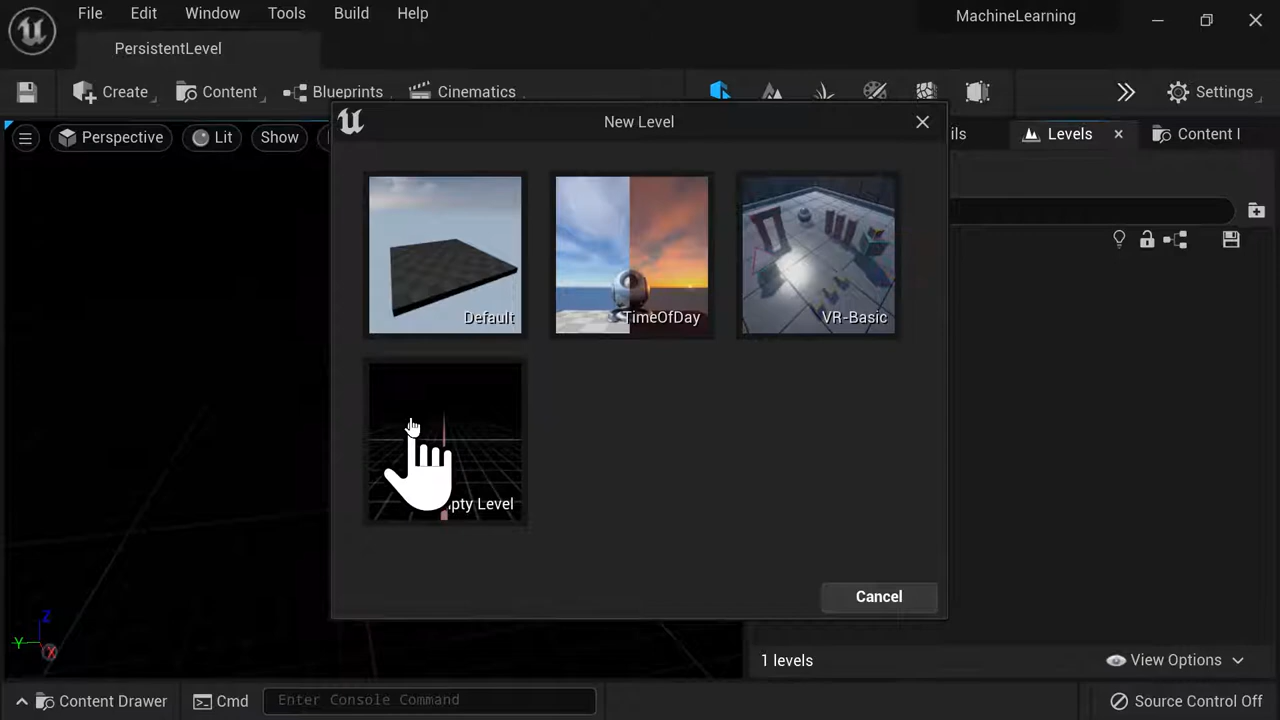 File Edit Window Tools Build Help
MachineLearning
PersistentLevel
Create Content Blueprints Cinematics Settings
New Level
Perspective Lit Show
ils Levels Content I
Default TimeOfDay VR-Basic
pty Level
Cancel
Z
Y X
1 levels View Options
Content Drawer Cmd Enter Console Command Source Control Off